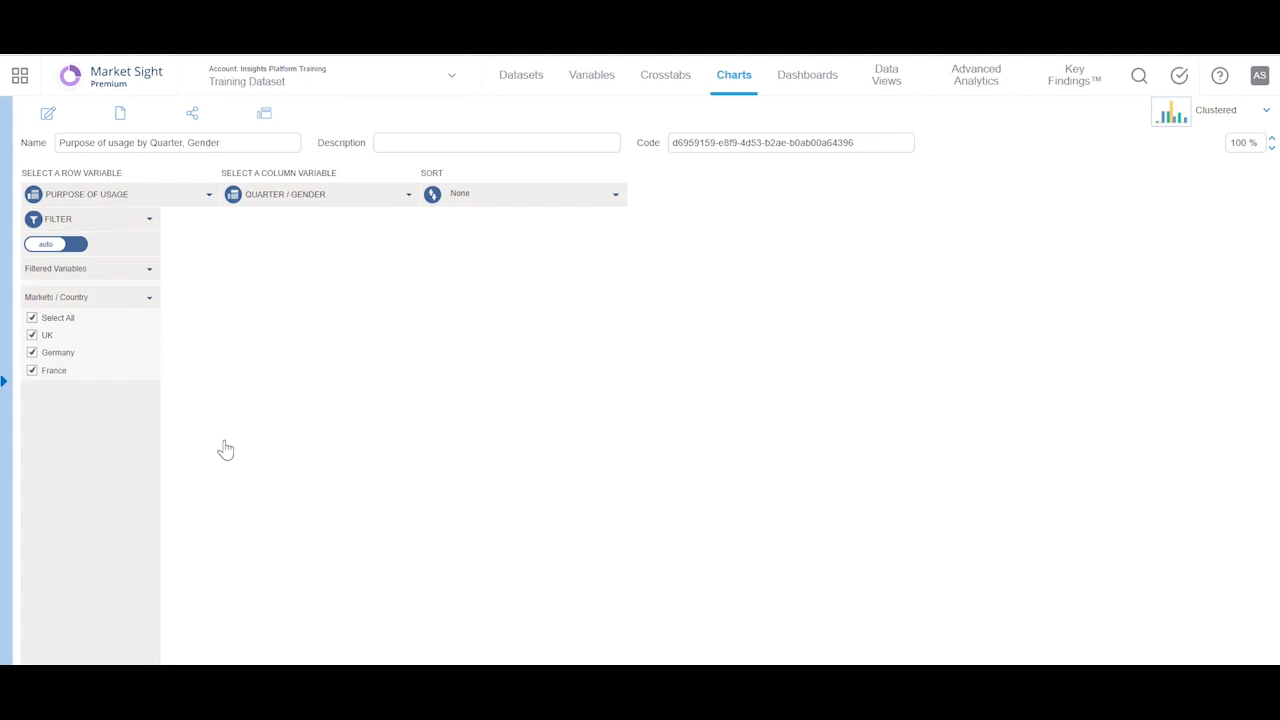 Market Sight
Premium
Account: Insights Platform Training
Training Dataset
Datasets
Variables
Crosstabs
Charts
Dashboards
Data
Views
Advanced
Analytics
Key
Findings™
AS
Clustered
Name
Purpose of usage by Quarter, Gender
Description
Code
d6959159-e8f9-4d53-b2ae-b0ab00a64396
100 %
SELECT A ROW VARIABLE
SELECT A COLUMN VARIABLE
SORT
PURPOSE OF USAGE
QUARTER / GENDER
None
FILTER
auto
Filtered Variables
Markets / Country
Select All
UK
Germany
France